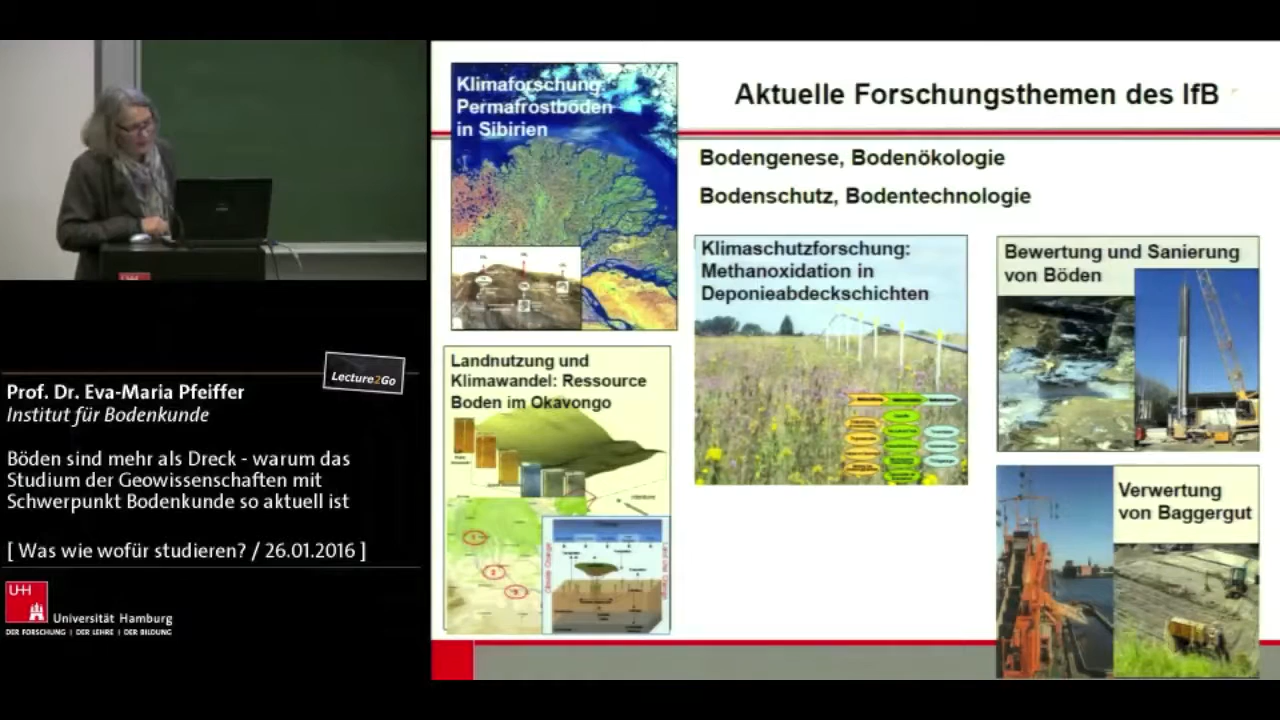 Prof. Dr. Eva-Maria Pfeiffer
Institut für Bodenkunde
Böden sind mehr als Dreck - warum das
Studium der Geowissenschaften mit
Schwerpunkt Bodenkunde so aktuell ist
[ Was wie wofür studieren? / 26.01.2016 ]
Lecture2Go
UHH
Universität Hamburg
DER FORSCHUNG | DER LEHRE | DER BILDUNG
Aktuelle Forschungsthemen des IfB
Bodengenese, Bodenökologie
Bodenschutz, Bodentechnologie
Klimaforschung:
Permafrostböden
in Sibirien
Landnutzung und
Klimawandel: Ressource
Boden im Okavongo
Klimaschutzforschung:
Methanoxidation in
Deponieabdeckschichten
Bewertung und Sanierung
von Böden
Verwertung
von Baggergut